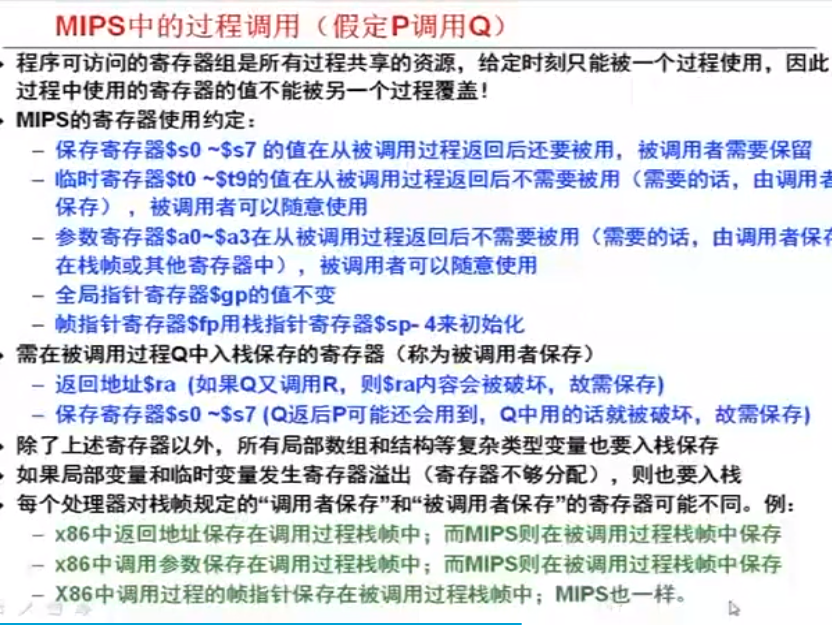 MIPS中的过程调用（假定P调用Q）
程序可访问的寄存器组是所有过程共享的资源，给定时刻只能被一个过程使用，因此
过程中使用的寄存器的值不能被另一个过程覆盖！
MIPS的寄存器使用约定：
– 保存寄存器$s0 ~$s7 的值在从被调用过程返回后还要被用，被调用者需要保留
– 临时寄存器$t0 ~$t9的值在从被调用过程返回后不需要被用（需要的话，由调用者
保存），被调用者可以随意使用
– 参数寄存器$a0~$a3在从被调用过程返回后不需要被用（需要的话，由调用者保存
在栈帧或其他寄存器中），被调用者可以随意使用
– 全局指针寄存器$gp的值不变
– 帧指针寄存器$fp用栈指针寄存器$sp- 4来初始化
需在被调用过程Q中入栈保存的寄存器（称为被调用者保存）
– 返回地址$ra (如果Q又调用R，则$ra内容会被破坏，故需保存)
– 保存寄存器$s0 ~$s7 (Q返后P可能还会用到，Q中用的话就被破坏，故需保存)
除了上述寄存器以外，所有局部数组和结构等复杂类型变量也要入栈保存
如果局部变量和临时变量发生寄存器溢出（寄存器不够分配），则也要入栈
每个处理器对栈帧规定的“调用者保存”和“被调用者保存”的寄存器可能不同。例：
– x86中返回地址保存在调用过程栈帧中；而MIPS则在被调用过程栈帧中保存
– x86中调用参数保存在调用过程栈帧中；而MIPS则在被调用过程栈帧中保存
– X86中调用过程的帧指针保存在被调用过程栈帧中；MIPS也一样。